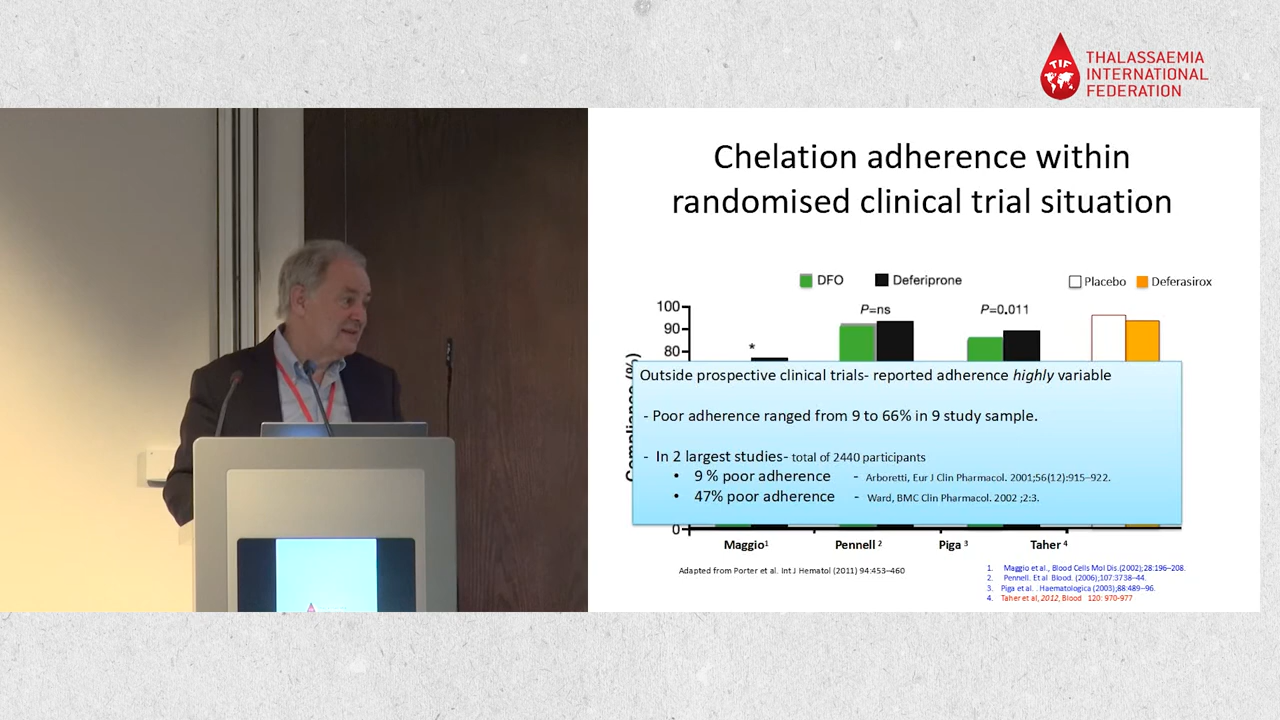 TIF
THALASSAEMIA
INTERNATIONAL
FEDERATION
Chelation adherence within
randomised clinical trial situation
DFO Deferiprone Placebo Deferasirox
100 P=ns P=0.011
90
80 *
Outside prospective clinical trials- reported adherence highly variable
- Poor adherence ranged from 9 to 66% in 9 study sample.
- In 2 largest studies- total of 2440 participants
• 9 % poor adherence - Arboretti, Eur J Clin Pharmacol. 2001;56(12):915–922.
• 47% poor adherence - Ward, BMC Clin Pharmacol. 2002 ;2:3.
0
Maggio1 Pennell 2 Piga 3 Taher 4
Adapted from Porter et al. Int J Hematol (2011) 94:453–460
1. Maggio et al., Blood Cells Mol Dis.(2002);28:196–208.
2. Pennell. Et al Blood. (2006),107:3738–44.
3. Piga et al. . Haematologica (2003);88:489–96.
4. Taher et al, 2012, Blood 120: 970-977